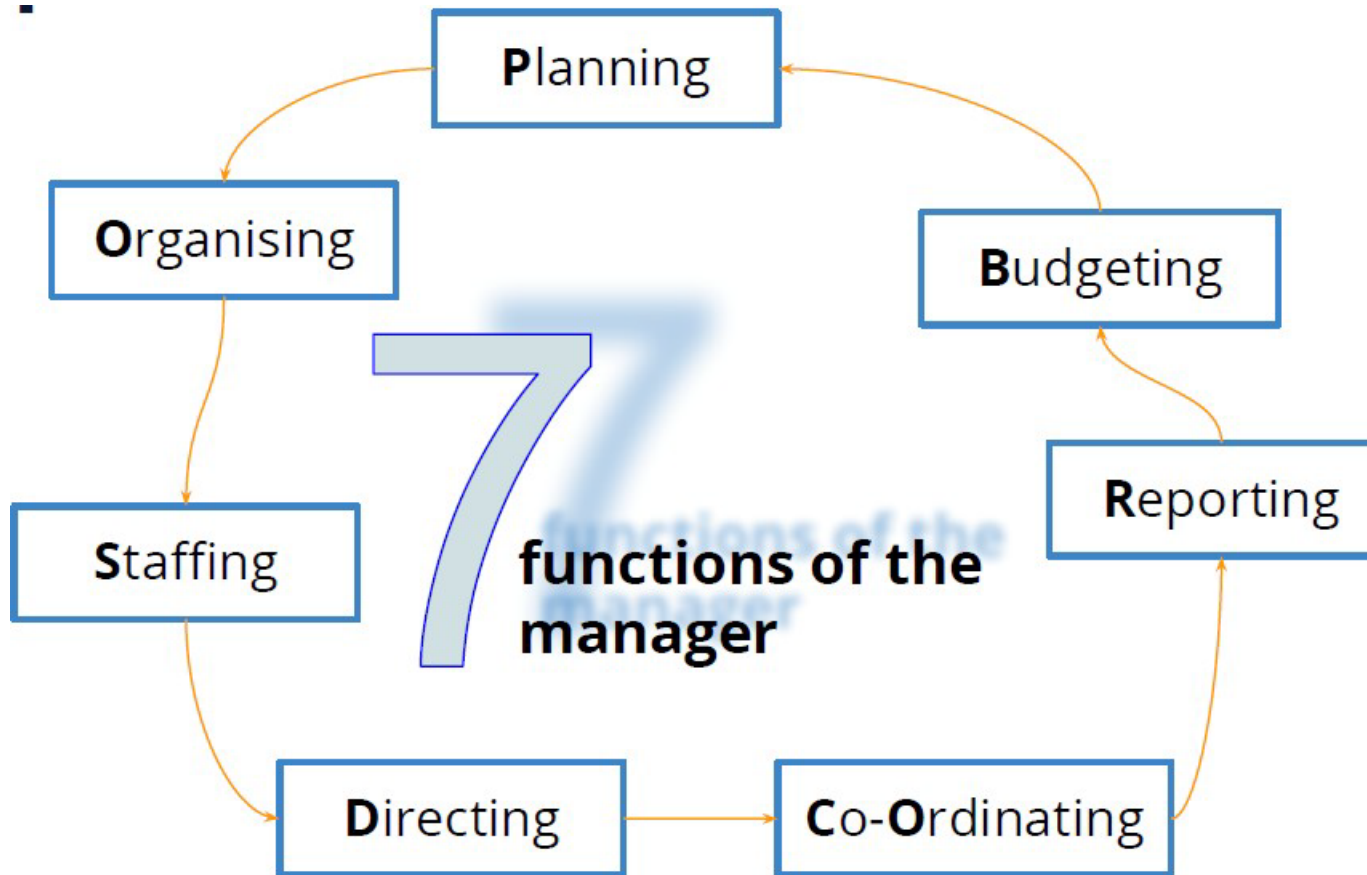 Planning
Organising
Staffing
Directing
Co-Ordinating
Reporting
Budgeting
7
functions of the
manager